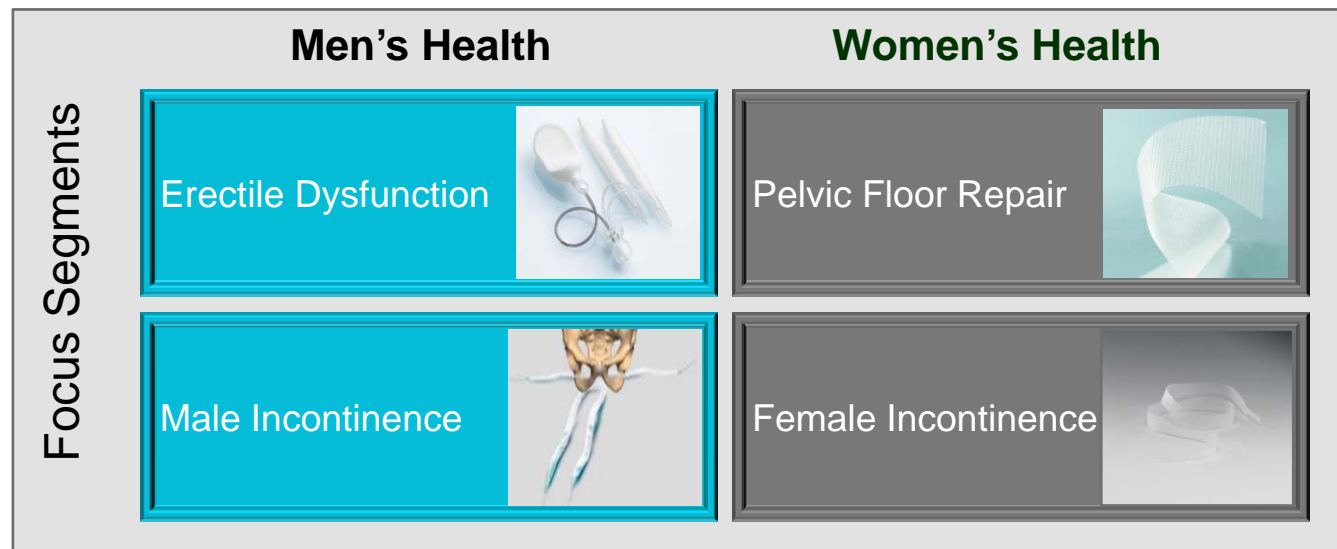 Men’s Health
Women’s Health
Focus Segments
Erectile Dysfunction
Pelvic Floor Repair
Male Incontinence
Female Incontinence